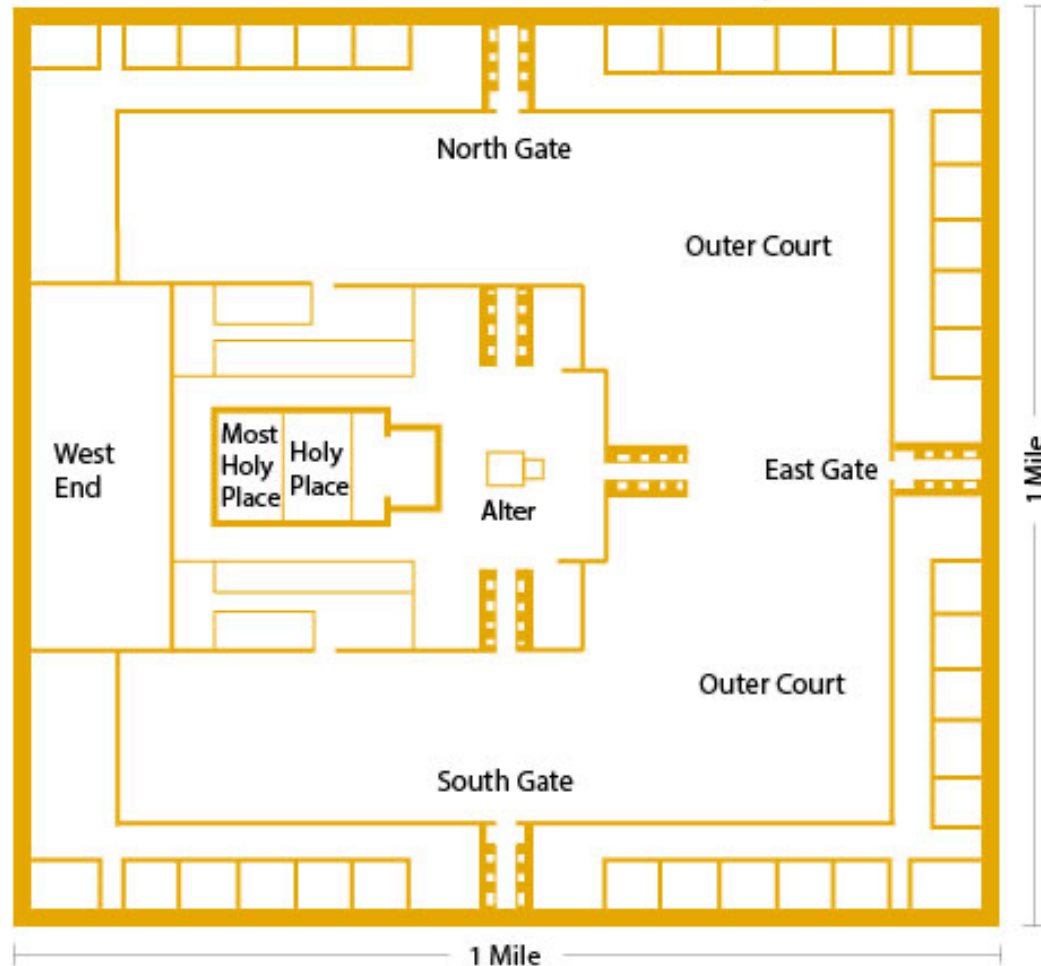 North Gate
Outer Court
West
End
Most
Holy
Place
Holy
Place
East Gate
Alter
1 Mile
Outer Court
South Gate
1 Mile